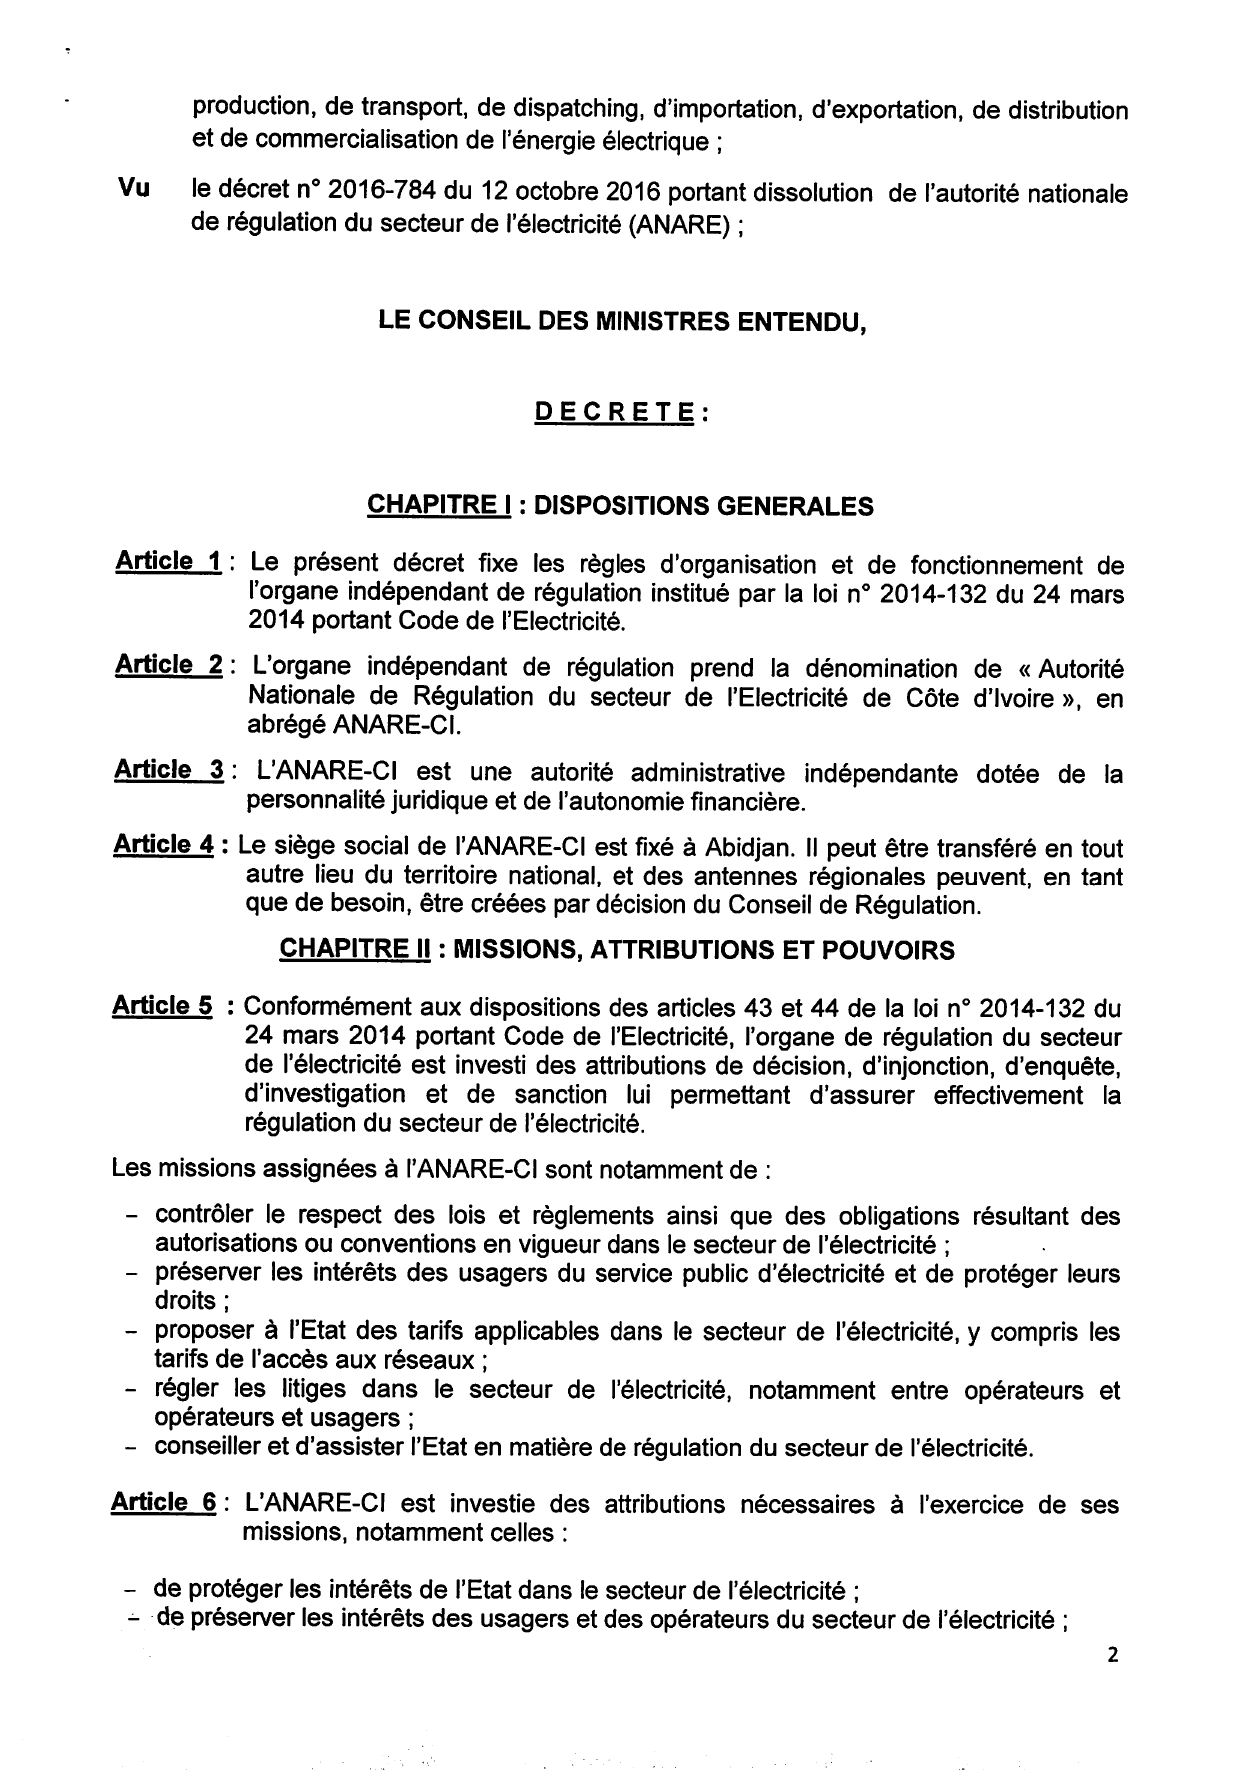 production, de transport, de dispatching, d'importation, d'exportation, de distribution
et de commercialisation de l'énergie électrique ;
Vu le décret n° 2016-784 du 12 octobre 2016 portant dissolution de l'autorité nationale
de régulation du secteur de l'électricité (ANARE) ;
LE CONSEIL DES MINISTRES ENTENDU,
D E C R E T E :
CHAPITRE I : DISPOSITIONS GENERALES
Article 1 : Le présent décret fixe les règles d'organisation et de fonctionnement de
l'organe indépendant de régulation institué par la loi n° 2014-132 du 24 mars
2014 portant Code de l'Electricité.
Article 2 : L'organe indépendant de régulation prend la dénomination de « Autorité
Nationale de Régulation du secteur de l'Electricité de Côte d'Ivoire », en
abrégé ANARE-CI.
Article 3 : L'ANARE-CI est une autorité administrative indépendante dotée de la
personnalité juridique et de l'autonomie financière.
Article 4 : Le siège social de l'ANARE-CI est fixé à Abidjan. Il peut être transféré en tout
autre lieu du territoire national, et des antennes régionales peuvent, en tant
que de besoin, être créées par décision du Conseil de Régulation.
CHAPITRE II : MISSIONS, ATTRIBUTIONS ET POUVOIRS
Article 5 : Conformément aux dispositions des articles 43 et 44 de la loi n° 2014-132 du
24 mars 2014 portant Code de l'Electricité, l'organe de régulation du secteur
de l'électricité est investi des attributions de décision, d'injonction, d'enquête,
d'investigation et de sanction lui permettant d'assurer effectivement la
régulation du secteur de l'électricité.
Les missions assignées à l'ANARE-CI sont notamment de :
– contrôler le respect des lois et règlements ainsi que des obligations résultant des
autorisations ou conventions en vigueur dans le secteur de l'électricité ;
– préserver les intérêts des usagers du service public d'électricité et de protéger leurs
droits ;
– proposer à l'Etat des tarifs applicables dans le secteur de l'électricité, y compris les
tarifs de l'accès aux réseaux ;
– régler les litiges dans le secteur de l'électricité, notamment entre opérateurs et
opérateurs et usagers ;
– conseiller et d'assister l'Etat en matière de régulation du secteur de l'électricité.
Article 6 : L'ANARE-CI est investie des attributions nécessaires à l'exercice de ses
missions, notamment celles :
– de protéger les intérêts de l'Etat dans le secteur de l'électricité ;
– de préserver les intérêts des usagers et des opérateurs du secteur de l'électricité ;
2